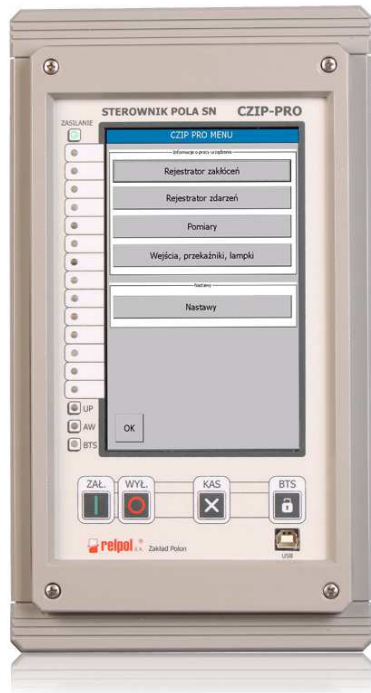 STEROWNIK POLA SN CZIP-PRO
ZASILANIE
CZIP PRO MENU
Informacje o pracy urządzenia
Rejestrator zakłóceń
Rejestrator zdarzeń
Pomiary
Wejścia, przekaźniki, lampki
Nastawy
Nastawy
UP
AW
BTS
OK
ZAŁ. WYŁ. KAS BTS
relpol ® s.a. Zakład Polon
USB